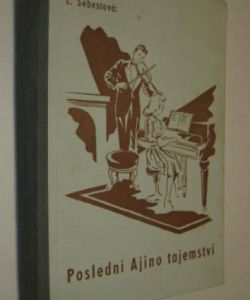 L. Šebestová:
Poslední Ajino tajemství